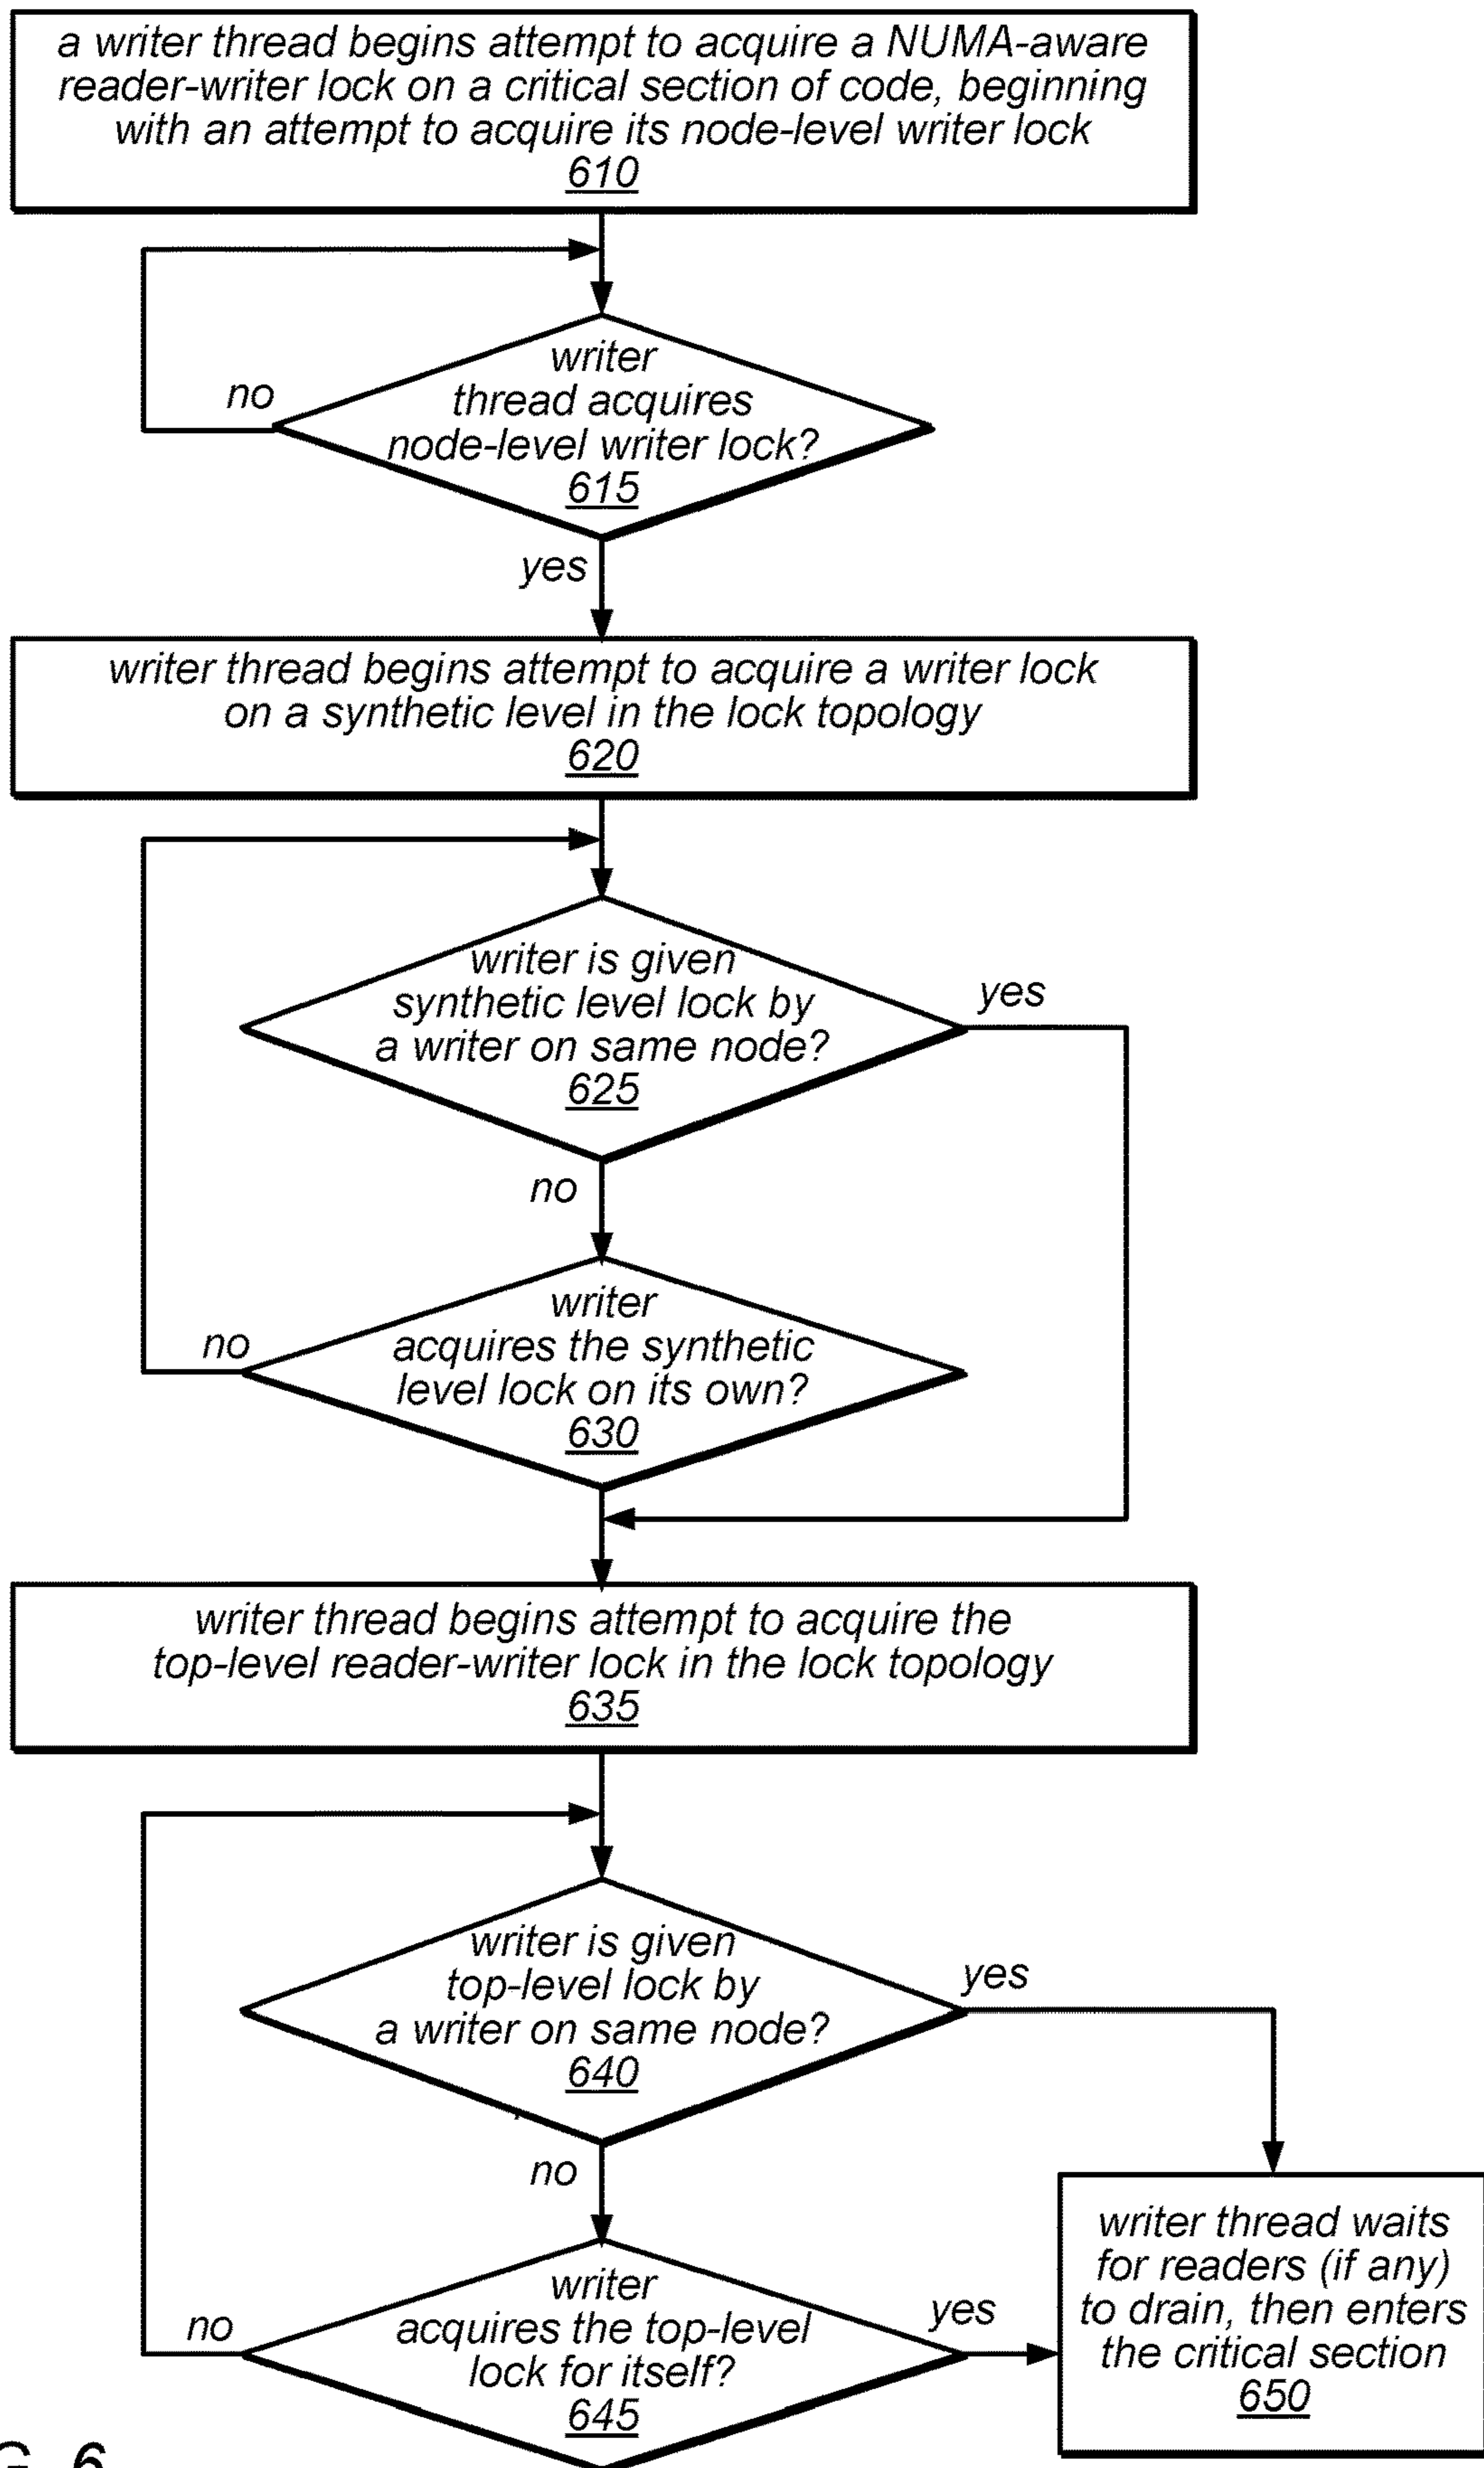 a writer thread begins attempt to acquire a NUMA-aware
reader-writer lock on a critical section of code, beginning
with an attempt to acquire its node-level writer lock
610
no
writer
thread acquires
node-level writer lock?
615
yes
writer thread begins attempt to acquire a writer lock
on a synthetic level in the lock topology
620
writer is given
synthetic level lock by
a writer on same node?
625
yes
no
writer
acquires the synthetic
level lock on its own?
630
no
writer thread begins attempt to acquire the
top-level reader-writer lock in the lock topology
635
writer is given
top-level lock by
a writer on same node?
640
yes
no
writer
acquires the top-level
lock for itself?
645
no
yes
writer thread waits
for readers (if any)
to drain, then enters
the critical section
650
6